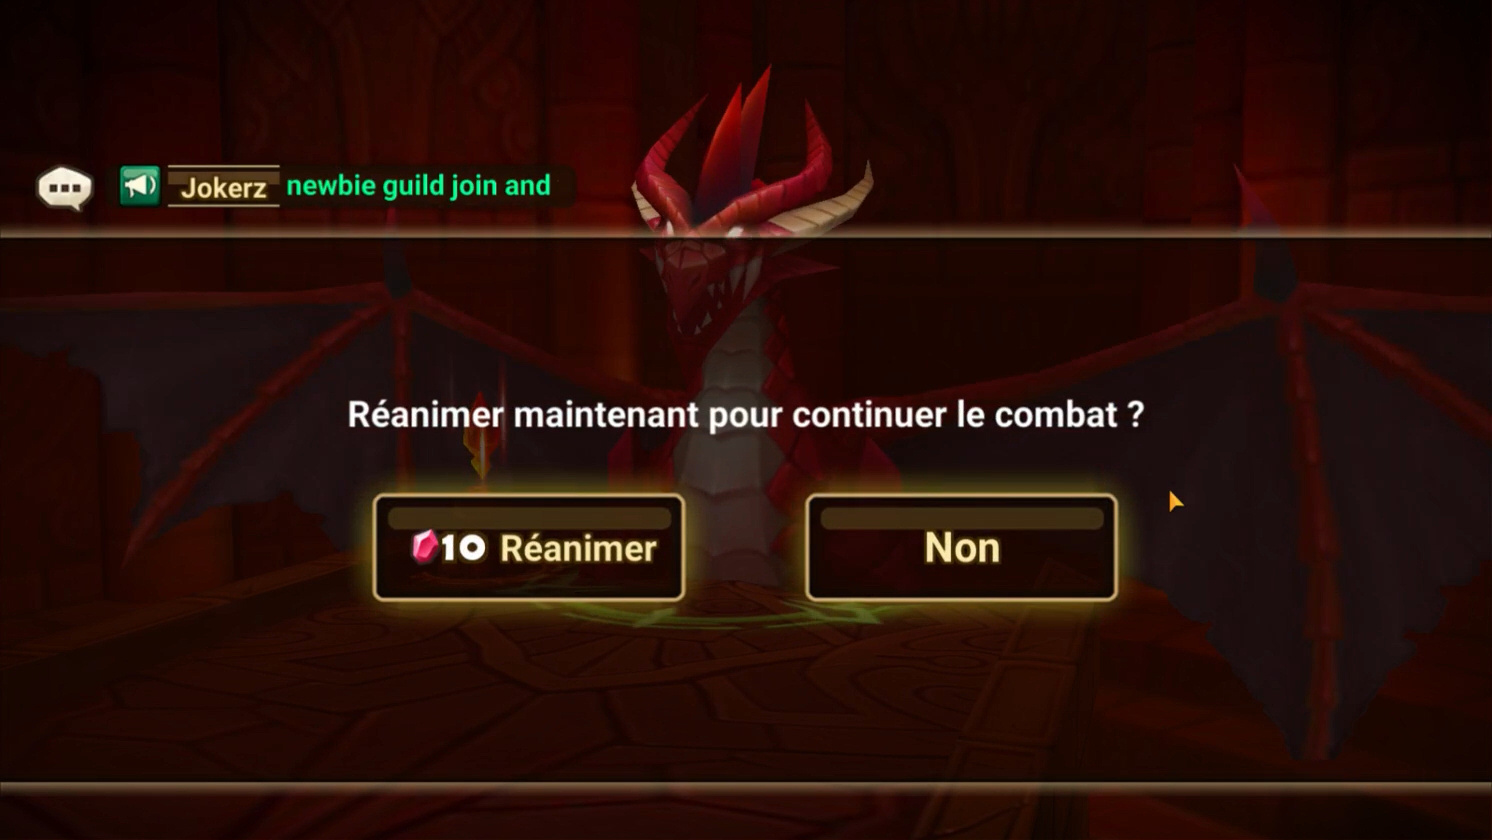 Jokerz newbie guild join and
Réanimer maintenant pour continuer le combat ?
10 Réanimer
Non